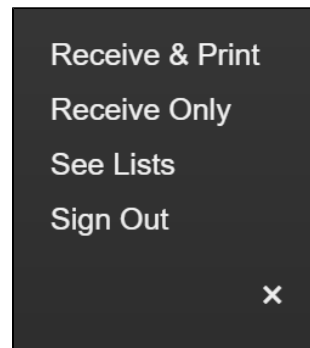 Receive & Print
Receive Only
See Lists
Sign Out
×